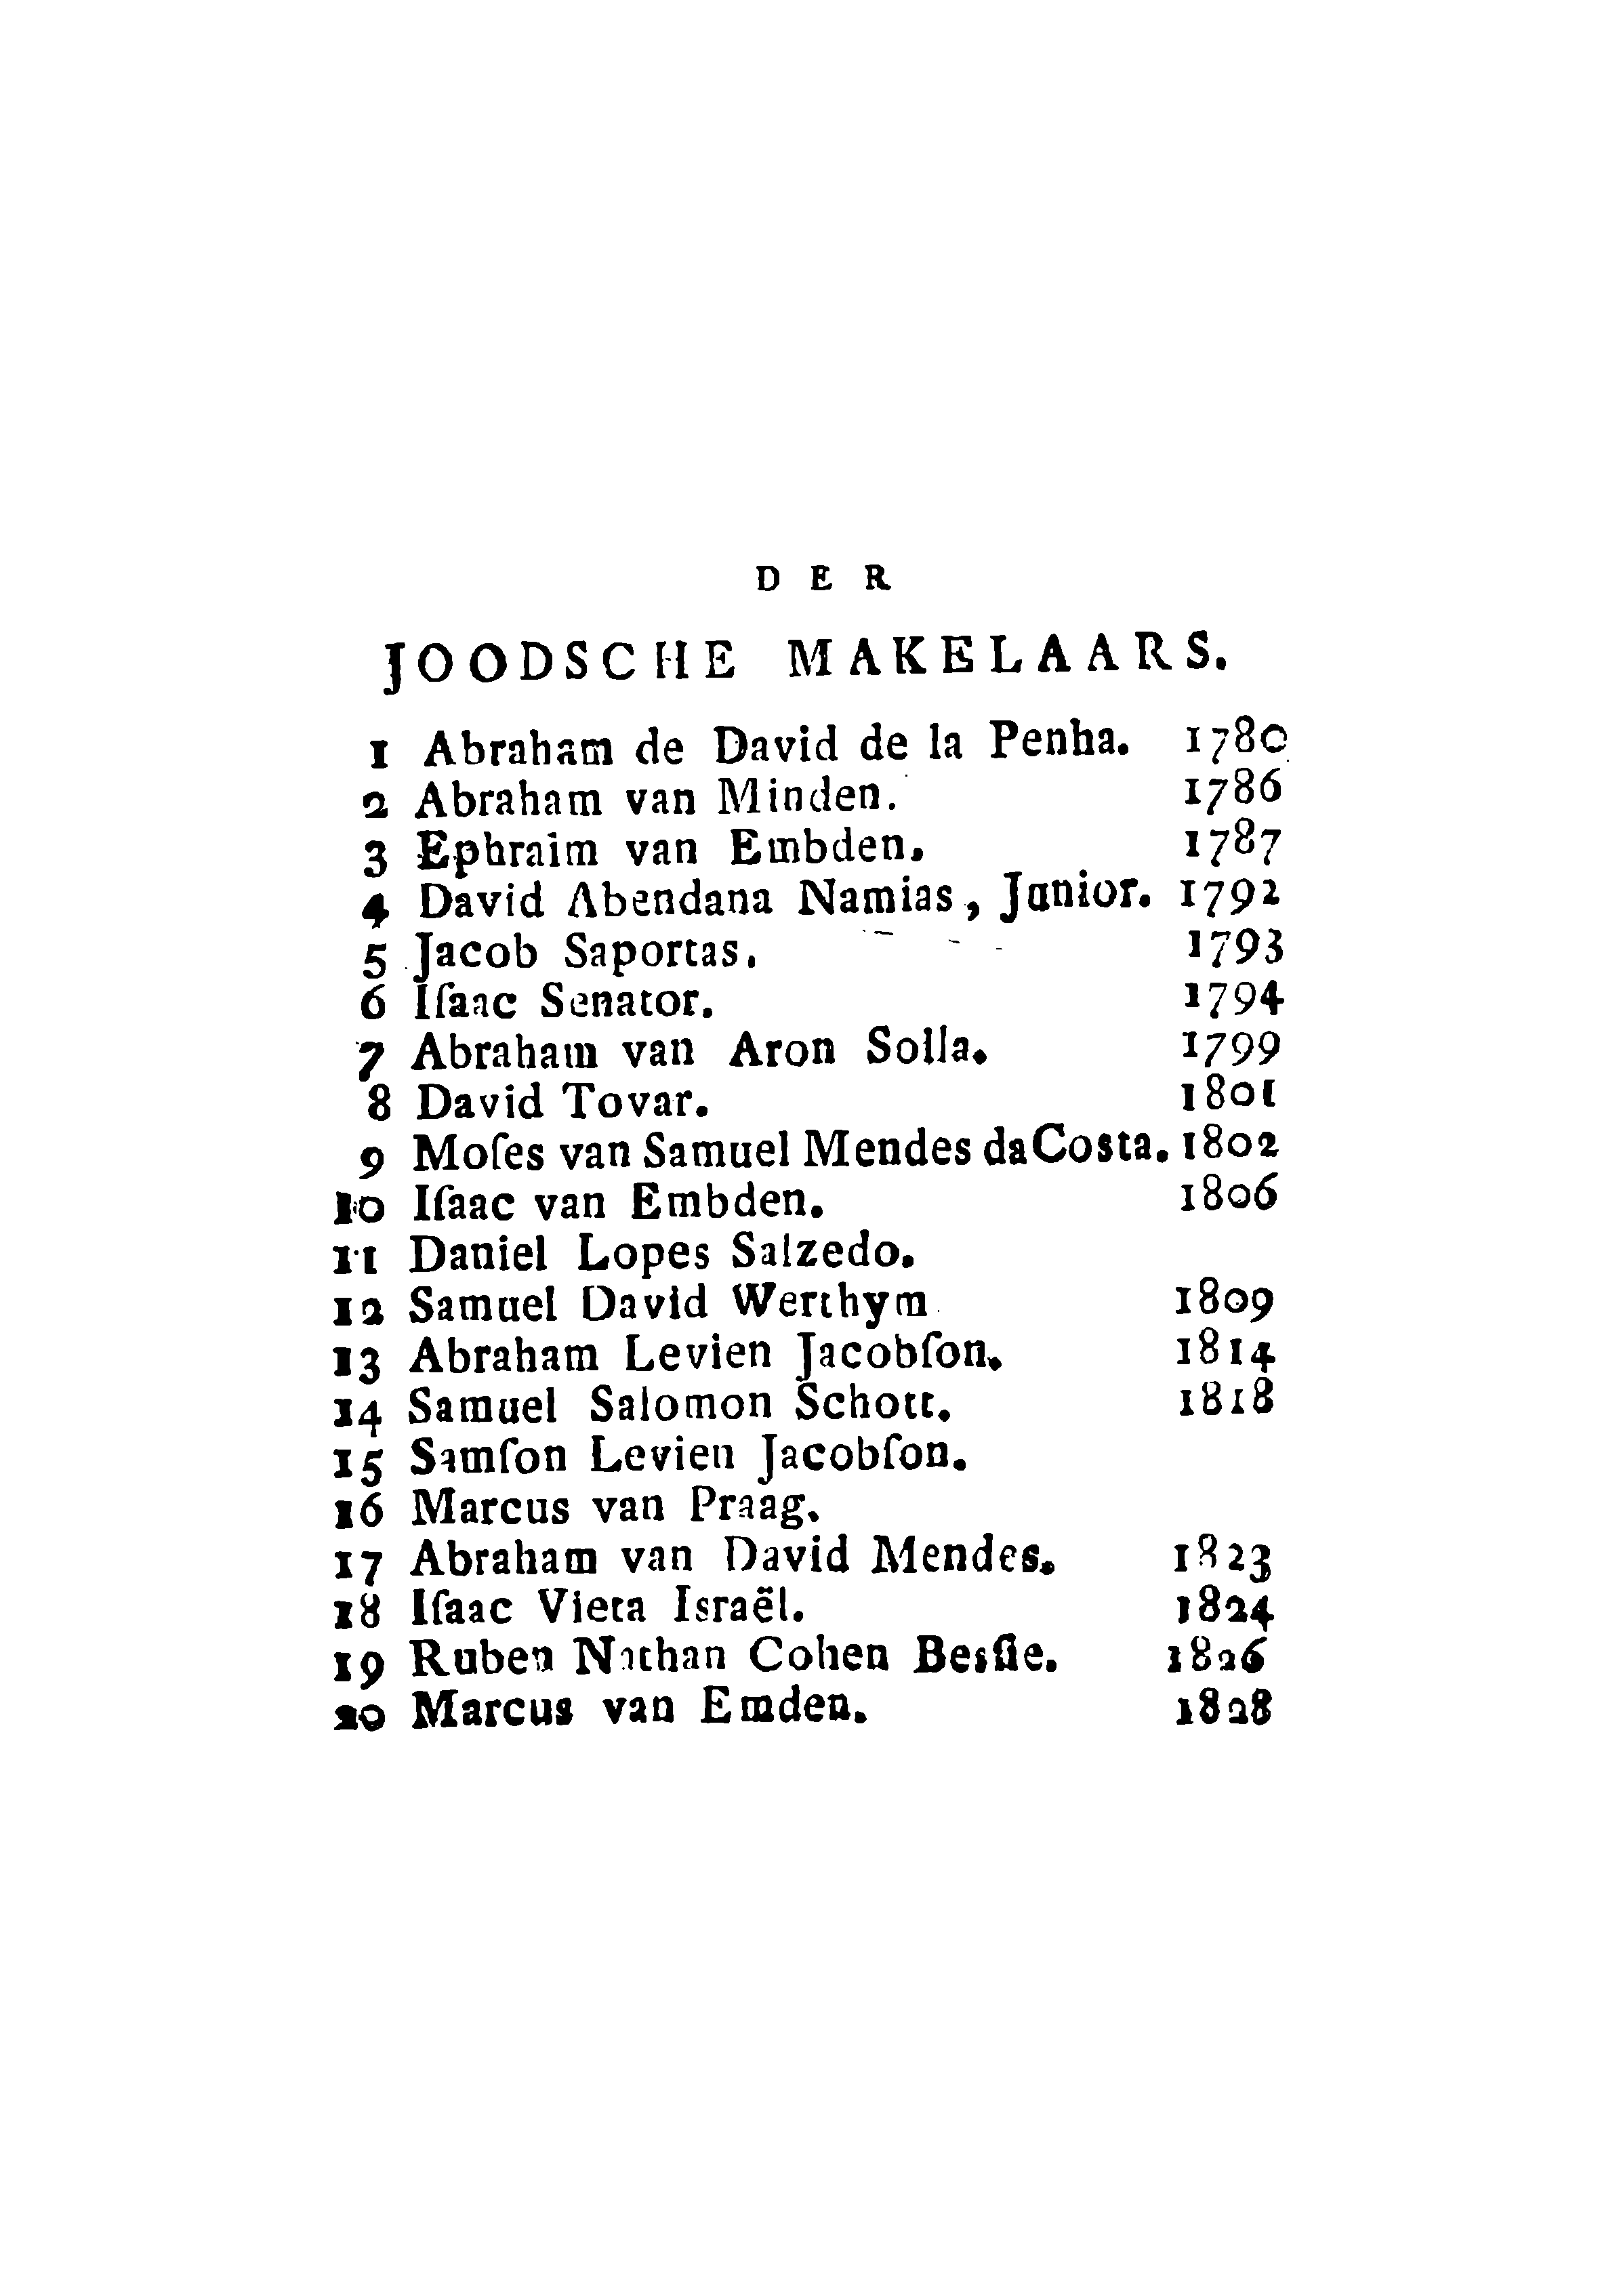 DER
JOODSCHE MAKELAARS.
1 Abraham de David de la Penha. 1780
2 Abraham van Minden. 1786
3 Ephraim van Embden. 1787
4 David Abendana Namias, Junior. 1792
5 Jacob Saportas. 1793
6 Iſaac Senator. 1794
7 Abraham van Aron Solla. 1799
8 David Tovar. 1801
9 Moſes van Samuel Mendes da Costa. 1802
10 Iſaac van Embden. 1806
11 Daniel Lopes Salzedo.
12 Samuel David Werthym 1809
13 Abraham Levien Jacobſon. 1814
14 Samuel Salomon Schott. 1818
15 Samſon Levien Jacobſon.
16 Marcus van Praag.
17 Abraham van David Mendes. 1823
18 Iſaac Vieta Israël. 1824
19 Ruben Nathan Cohen Besſie. 1826
20 Marcus van Emden. 1828